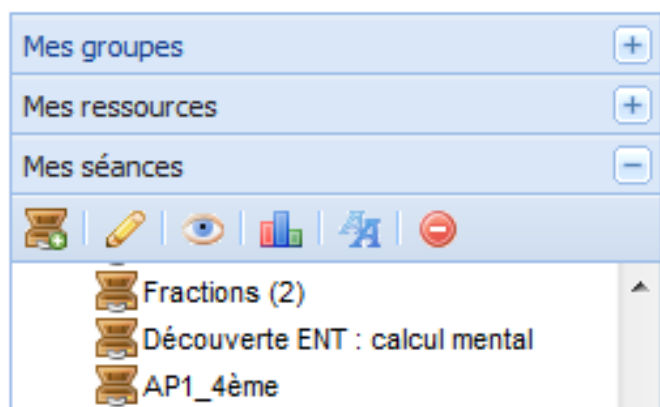 Mes groupes
Mes ressources
Mes séances
Fractions (2)
Découverte ENT : calcul mental
AP1_4ème